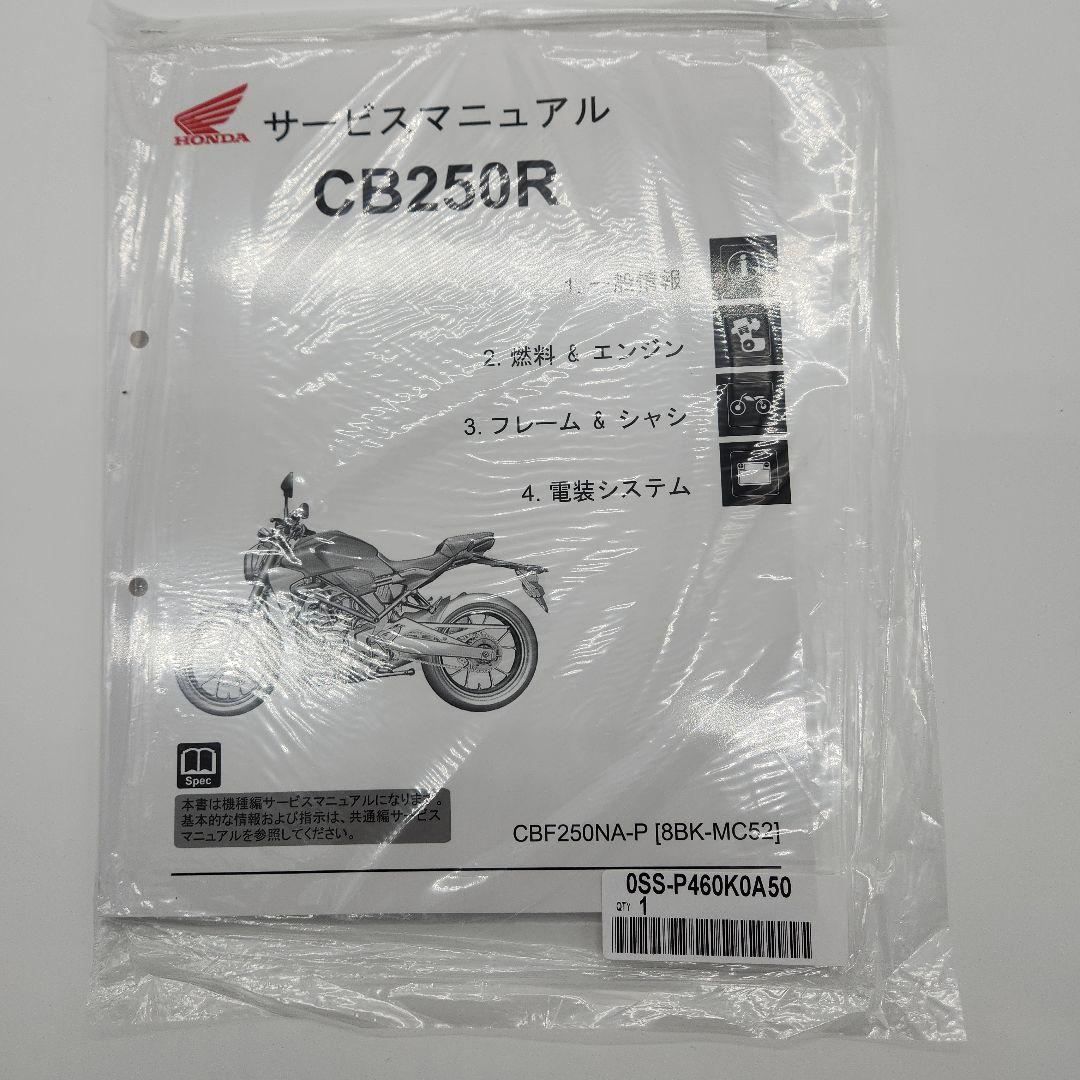 HONDA
サービスマニュアル
CB250R
1. 一般情報
2. 燃料 & エンジン
3. フレーム & シャシ
4. 電装システム
Spec
本書は機種編サービスマニュアルになります。
基本的な情報および指示は、共通編サービス
マニュアルを参照してください。
CBF250NA-P [8BK-MC52]
0SS-P460K0A50
QTY 1